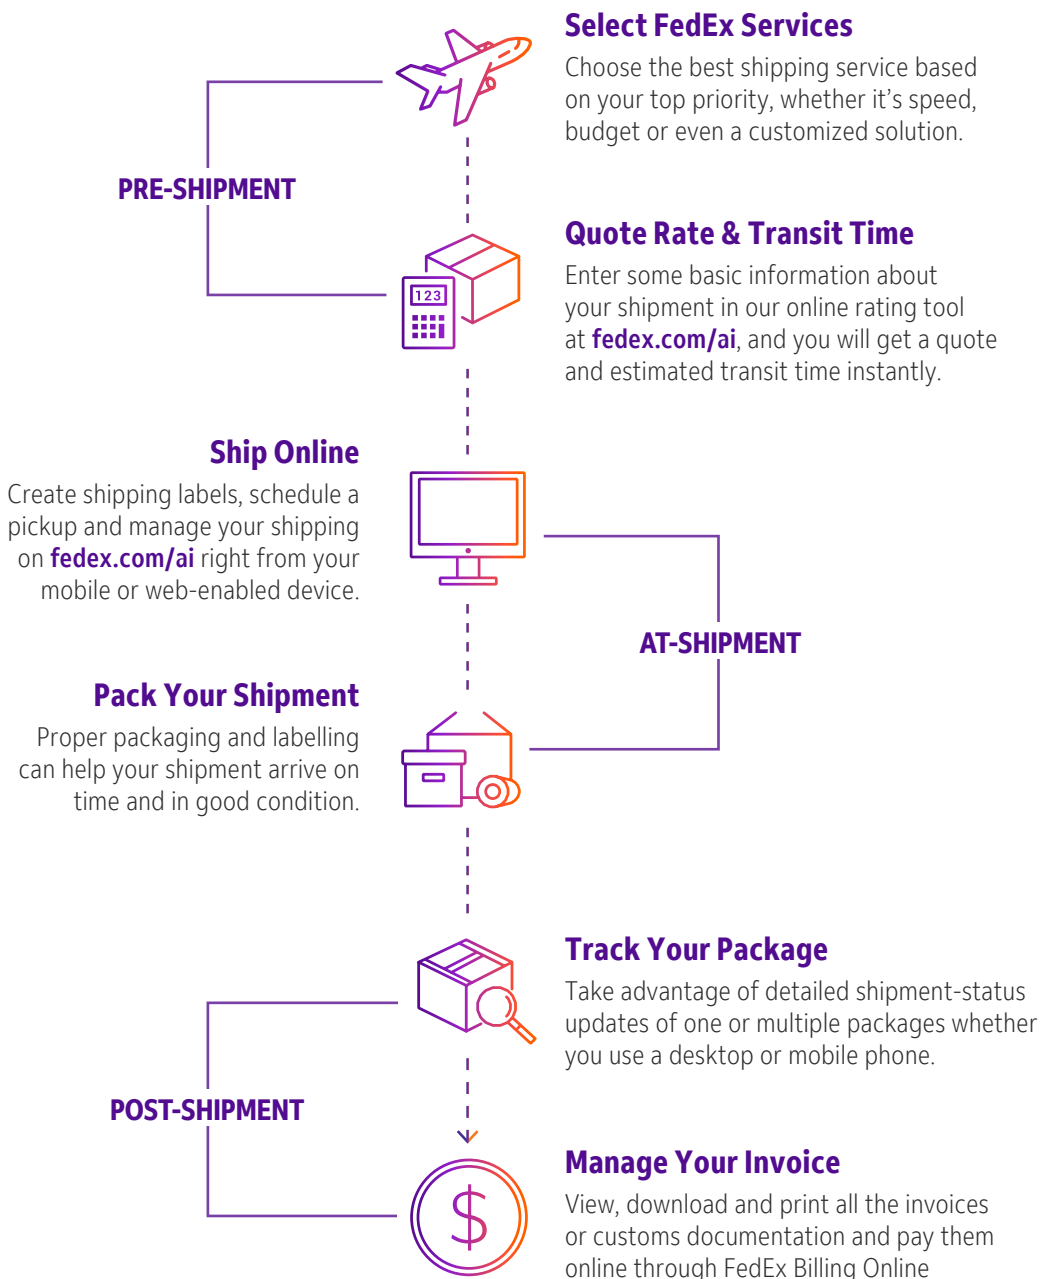 Select FedEx Services
Choose the best shipping service based
on your top priority, whether it’s speed,
budget or even a customized solution.
PRE-SHIPMENT
Quote Rate & Transit Time
Enter some basic information about
your shipment in our online rating tool
at fedex.com/ai, and you will get a quote
and estimated transit time instantly.
123
Ship Online
Create shipping labels, schedule a
pickup and manage your shipping
on fedex.com/ai right from your
mobile or web-enabled device.
AT-SHIPMENT
Pack Your Shipment
Proper packaging and labelling
can help your shipment arrive on
time and in good condition.
Track Your Package
Take advantage of detailed shipment-status
updates of one or multiple packages whether
you use a desktop or mobile phone.
POST-SHIPMENT
Manage Your Invoice
View, download and print all the invoices
or customs documentation and pay them
online through FedEx Billing Online
$